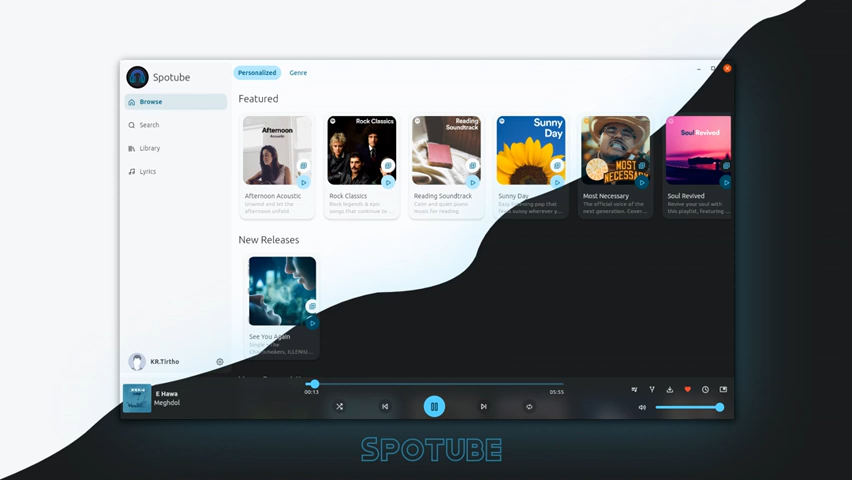 Spotube
Personalized
Genre
Browse
Search
Library
Lyrics
Featured
Afternoon
Acoustic
Rock Classics
Reading
Soundtrack
Sunny
Day
MOST
NECESSARY
Soul Revived
Afternoon Acoustic
Unwind and let the
afternoon unfold.
Rock Classics
Rock legends & epic
songs that continue to ...
Reading Soundtrack
Calm and quiet piano
music for reading.
Sunny Day
Easy listening pop that
Most Necessary
The official voice of the
next generation. Cover...
Soul Revived
Revive your soul with
this playlist, featuring ...
New Releases
See You Again
KR.Tirtho
E Hawa
Meghdol
00:13
05:55
SPOTUBE